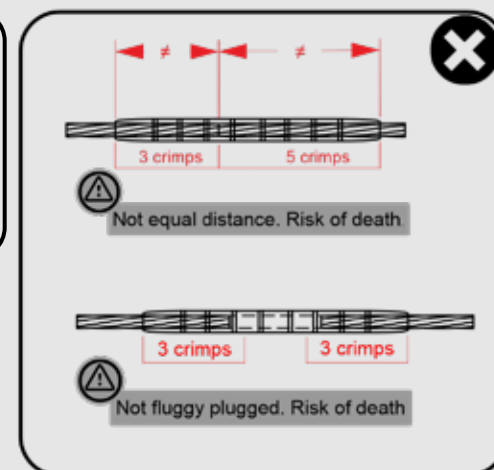 ≠ ≠
3 crimps 5 crimps
Not equal distance. Risk of death.
3 crimps 3 crimps
Not fluggy plugged. Risk of death